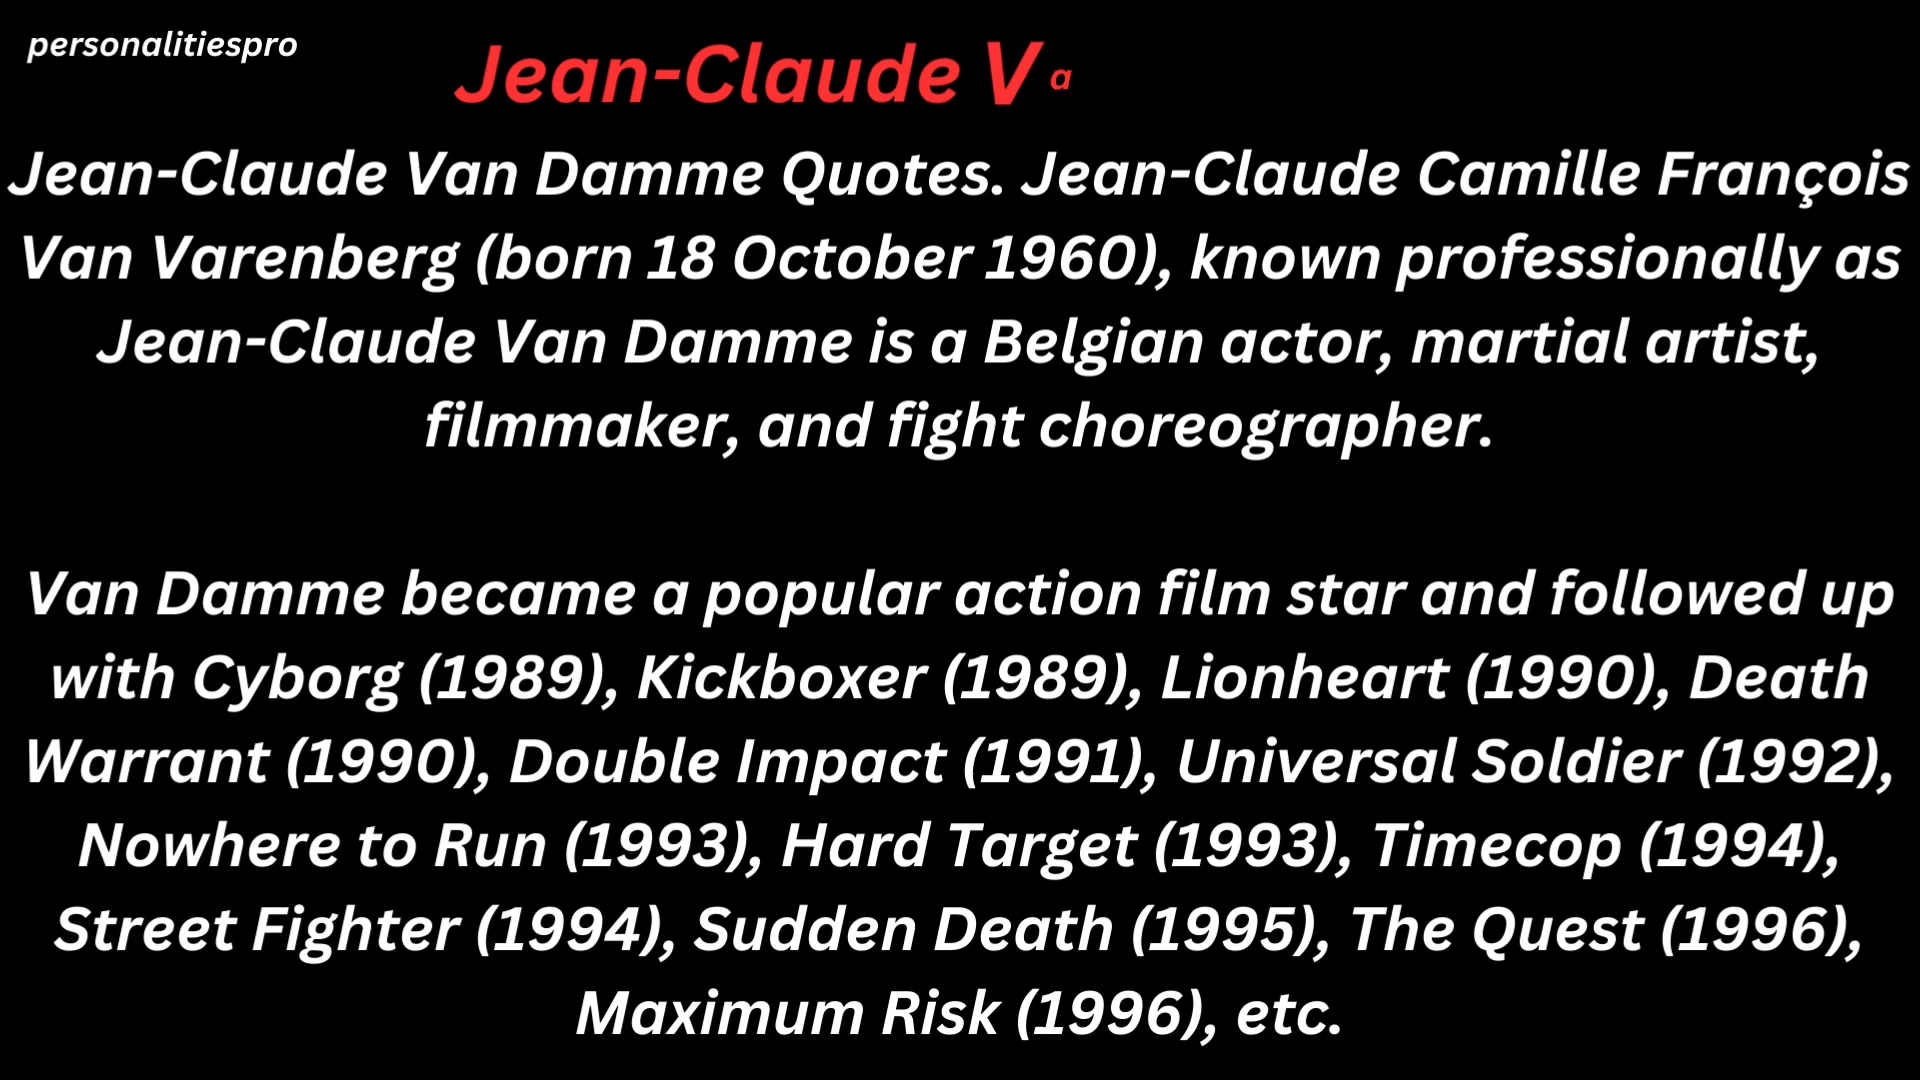 personalitiespro
Jean-Claude Va
Jean-Claude Van Damme Quotes. Jean-Claude Camille François
Van Varenberg (born 18 October 1960), known professionally as
Jean-Claude Van Damme is a Belgian actor, martial artist,
filmmaker, and fight choreographer.
Van Damme became a popular action film star and followed up
with Cyborg (1989), Kickboxer (1989), Lionheart (1990), Death
Warrant (1990), Double Impact (1991), Universal Soldier (1992),
Nowhere to Run (1993), Hard Target (1993), Timecop (1994),
Street Fighter (1994), Sudden Death (1995), The Quest (1996),
Maximum Risk (1996), etc.